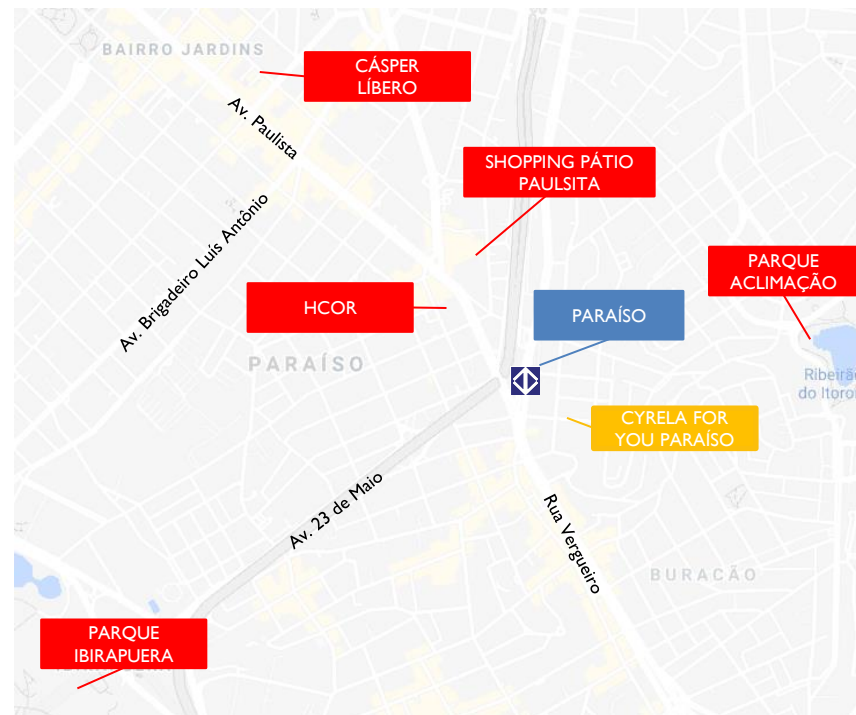 BAIRRO JARDINS
CÁSPER
LÍBERO
Av. Paulista
SHOPPING PÁTIO
PAULSITA
Av. Brigadeiro Luís Antônio
PARQUE
ACLIMAÇÃO
HCOR
PARAÍSO
PARAÍSO
Ribeirão
do Itoro
CYRELA FOR
YOU PARAÍSO
Av. 23 de Maio
Rua Vergueiro
BURACÃO
PARQUE
IBIRAPUERA